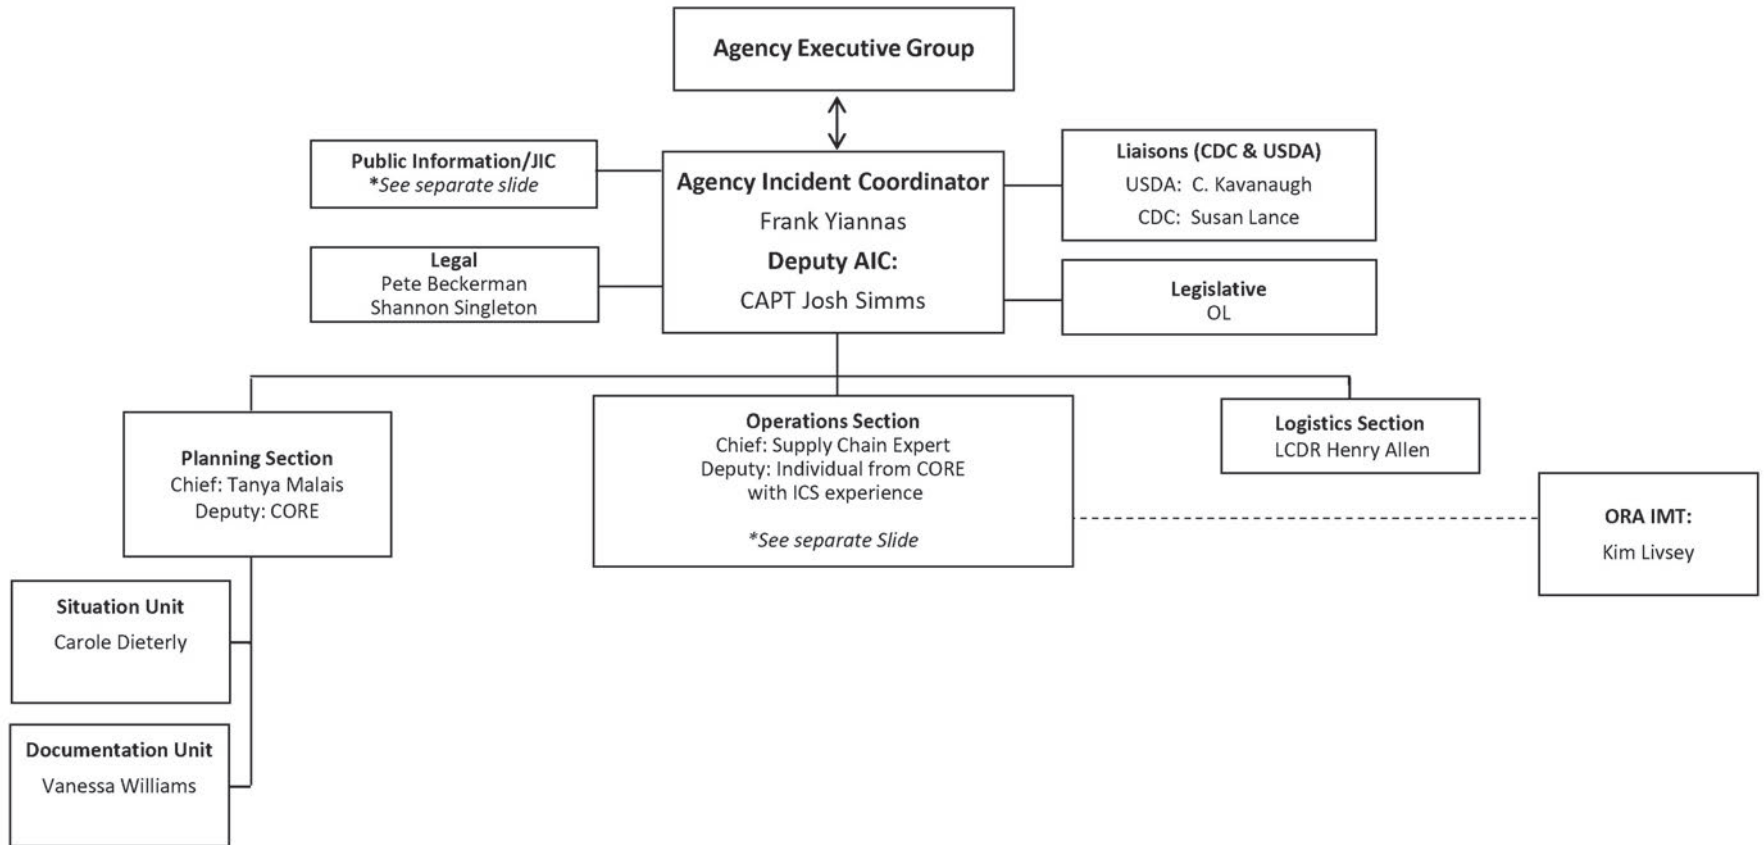 Agency Executive Group
Public Information/JIC
*See separate slide
Agency Incident Coordinator
Frank Yiannas
Deputy AIC:
CAPT Josh Simms
Liaisons (CDC & USDA)
USDA: C. Kavanaugh
CDC: Susan Lance
Legal
Pete Beckerman
Shannon Singleton
Legislative
OL
Planning Section
Chief: Tanya Malais
Deputy: CORE
Operations Section
Chief: Supply Chain Expert
Deputy: Individual from CORE
with ICS experience
*See separate Slide
Logistics Section
LCDR Henry Allen
ORA IMT:
Kim Livsey
Situation Unit
Carole Dieterly
Documentation Unit
Vanessa Williams